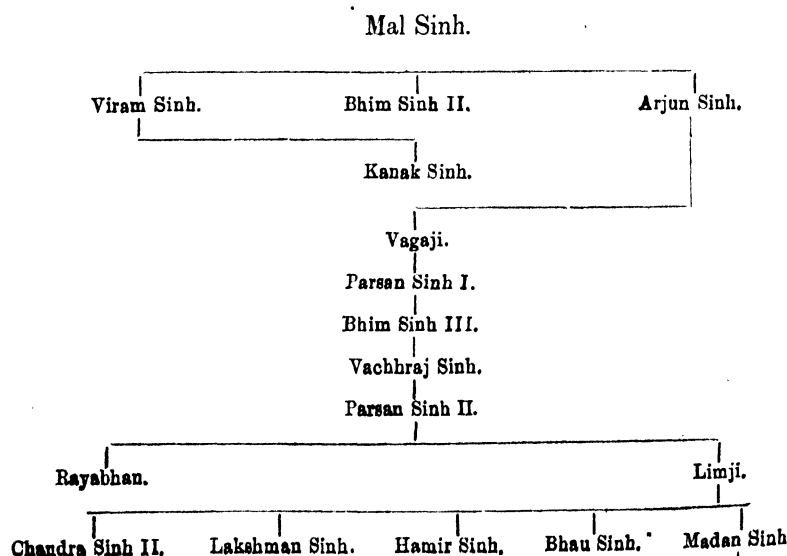 Mal Sinh.
Viram Sinh. Bhim Sinh II. Arjun Sinh.
Kanak Sinh.
Vagaji.
Parsan Sinh I.
Bhim Sinh III.
Vachhraj Sinh.
Parsan Sinh II.
Rayabhan. Limji.
Chandra Sinh II. Lakshman Sinh. Hamir Sinh. Bhau Sinh. Madan Sinh